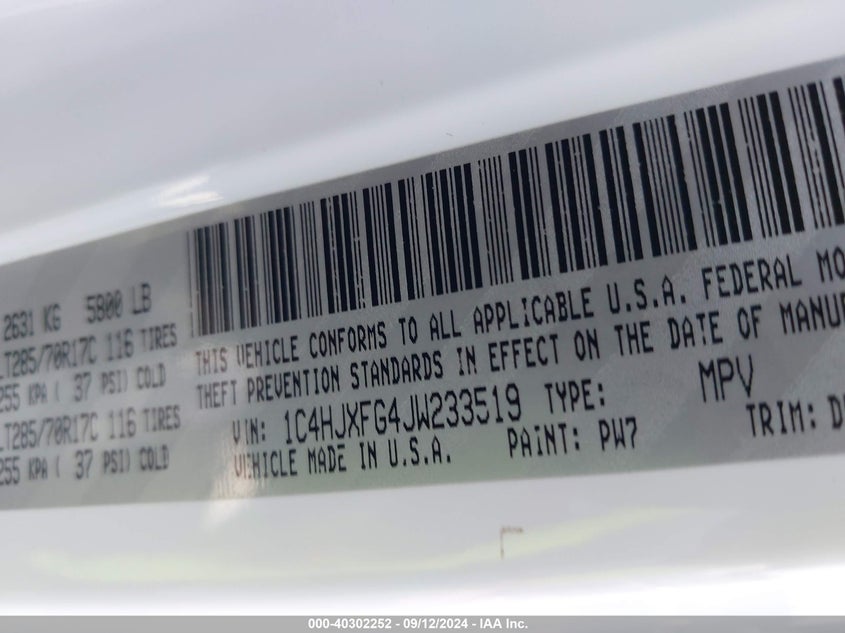 2631 KG 5800 LB
LT285/70R17C 116 TIRES
255 KPA ( 37 PSI) COLD
LT285/70R17C 116 TIRES
255 KPA ( 37 PSI) COLD
THIS VEHICLE CONFORMS TO ALL APPLICABLE U.S.A. FEDERAL MO
THEFT PREVENTION STANDARDS IN EFFECT ON THE DATE OF MANUF
VIN: 1C4HJXFG4JW233519 TYPE: MPV
VEHICLE MADE IN U.S.A. PAINT: PW7 TRIM: D
000-40302252 - 09/12/2024 - IAA Inc.